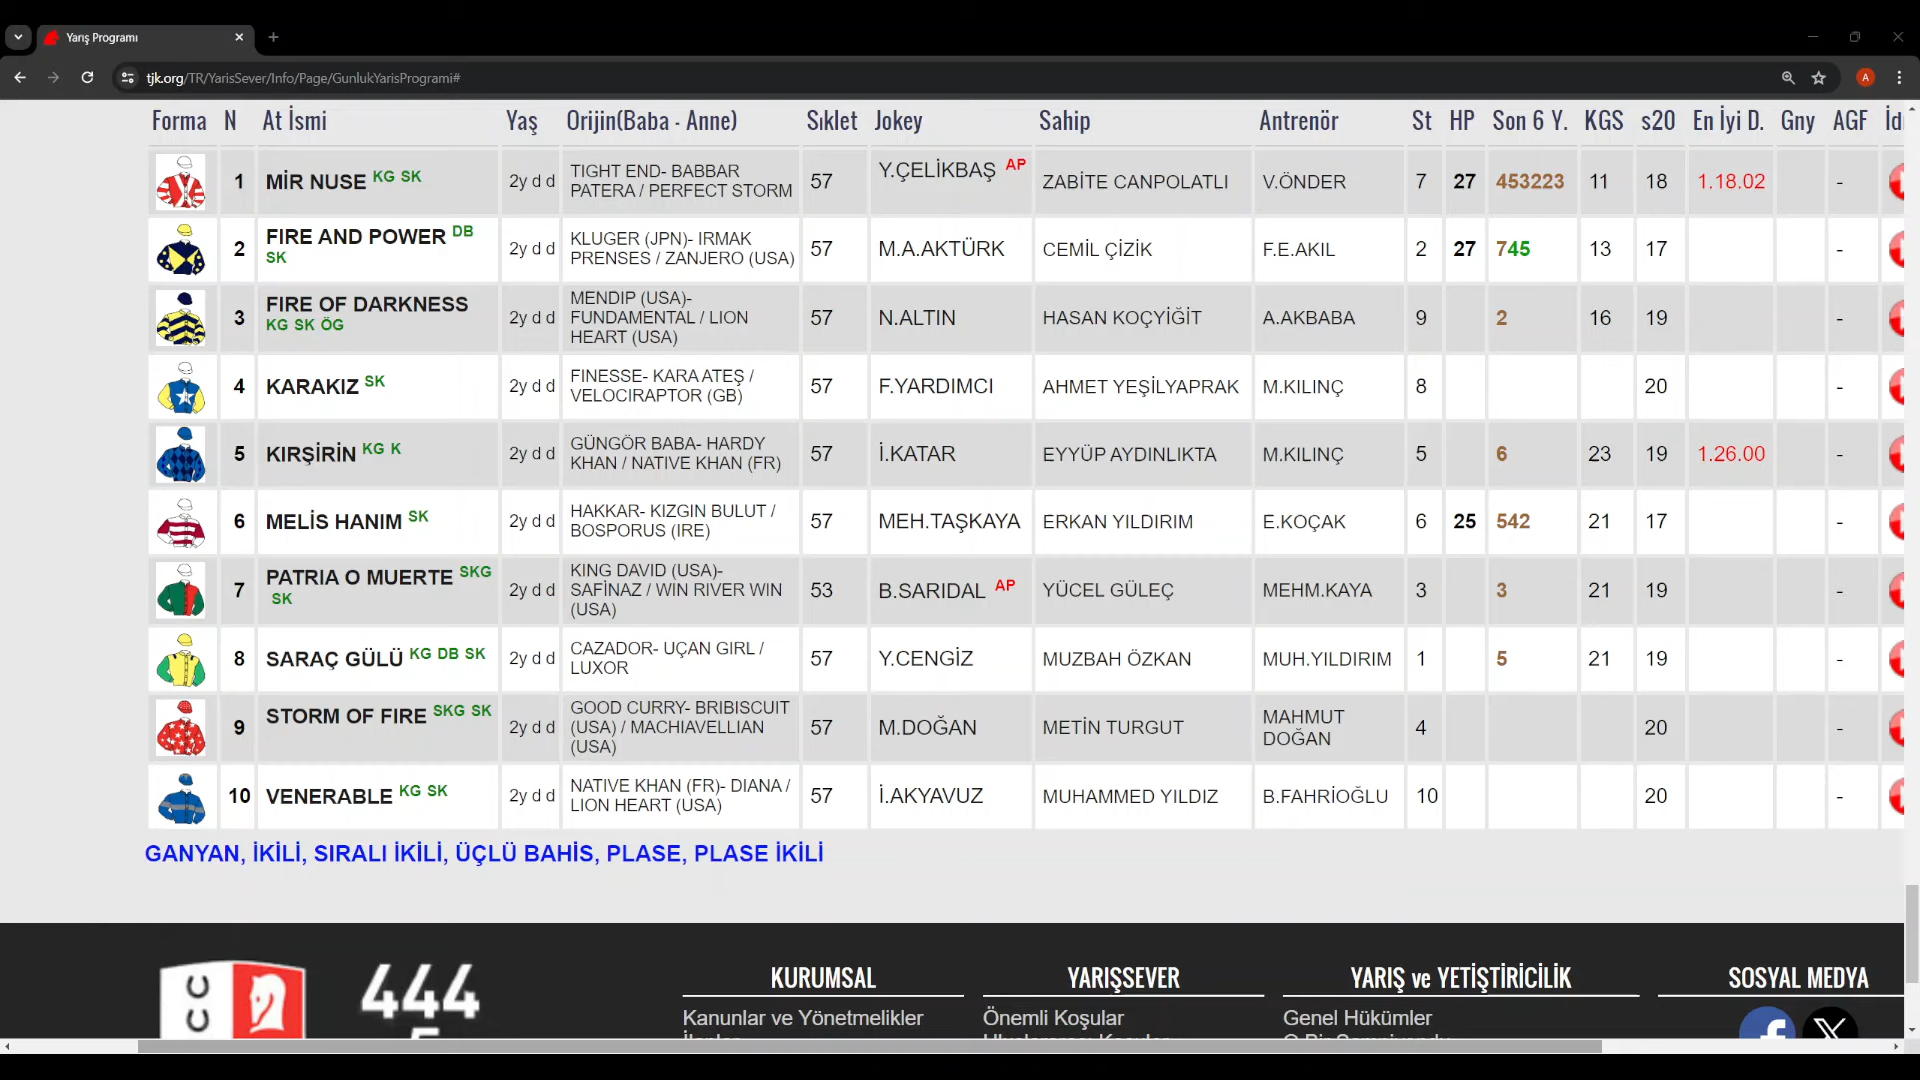 Yarış Programı
tjk.org/TR/YarisSever/Info/Page/GunlukYarisProgrami#
A
Forma N At İsmi Yaş Orijin(Baba - Anne) Sıklet Jokey Sahip Antrenör St HP Son 6 Y. KGS s20 En İyi D. Gny AGF
1 MİR NUSE KG SK 2y d d TIGHT END- BABBAR
PATERA / PERFECT STORM 57 Y.ÇELİKBAŞ AP ZABİTE CANPOLATLI V.ÖNDER 7 27 453223 11 18 1.18.02 -
2 FIRE AND POWER DB
SK 2y d d KLUGER (JPN)- IRMAK
PRENSES / ZANJERO (USA) 57 M.A.AKTÜRK CEMİL ÇİZİK F.E.AKIL 2 27 745 13 17 -
3 FIRE OF DARKNESS
KG SK ÖG 2y d d MENDIP (USA)-
FUNDAMENTAL / LION
HEART (USA) 57 N.ALTIN HASAN KOÇYİĞİT A.AKBABA 9 2 16 19 -
4 KARAKIZ SK 2y d d FINESSE- KARA ATEŞ /
VELOCIRAPTOR (GB) 57 F.YARDIMCI AHMET YEŞİLYAPRAK M.KILINÇ 8 20 -
5 KIRŞİRİN KG K 2y d d GÜNGÖR BABA- HARDY
KHAN / NATIVE KHAN (FR) 57 İ.KATAR EYYÜP AYDINLIKTA M.KILINÇ 5 6 23 19 1.26.00 -
6 MELİS HANIM SK 2y d d HAKKAR- KIZGIN BULUT /
BOSPORUS (IRE) 57 MEH.TAŞKAYA ERKAN YILDIRIM E.KOÇAK 6 25 542 21 17 -
7 PATRIA O MUERTE SKG
SK 2y d d KING DAVID (USA)-
SAFİNAZ / WIN RIVER WIN
(USA) 53 B.SARIDAL AP YÜCEL GÜLEÇ MEHM.KAYA 3 3 21 19 -
8 SARAÇ GÜLÜ KG DB SK 2y d d CAZADOR- UÇAN GIRL /
LUXOR 57 Y.CENGİZ MUZBAH ÖZKAN MUH.YILDIRIM 1 5 21 19 -
9 STORM OF FIRE SKG SK 2y d d GOOD CURRY- BRIBISCUIT
(USA) / MACHIAVELLIAN
(USA) 57 M.DOĞAN METİN TURGUT MAHMUT
DOĞAN 4 20 -
10 VENERABLE KG SK 2y d d NATIVE KHAN (FR)- DIANA /
LION HEART (USA) 57 İ.AKYAVUZ MUHAMMED YILDIZ B.FAHRİOĞLU 10 20 -
GANYAN, İKİLİ, SIRALI İKİLİ, ÜÇLÜ BAHİS, PLASE, PLASE İKİLİ
444
KURUMSAL
Kanunlar ve Yönetmelikler
YARIŞSEVER
Önemli Koşular
YARIŞ ve YETİŞTİRİCİLİK
Genel Hükümler
SOSYAL MEDYA